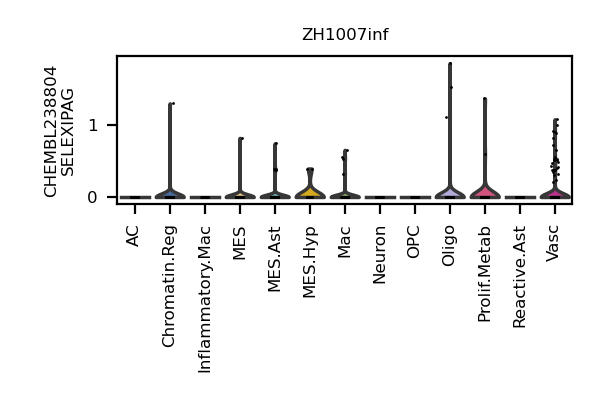 ZH1007inf
CHEMBL238804
SELEXIPAG
1
0
AC
Chromatin.Reg
Inflammatory.Mac
MES
MES.Ast
MES.Hyp
Mac
Neuron
OPC
Oligo
Prolif.Metab
Reactive.Ast
Vasc